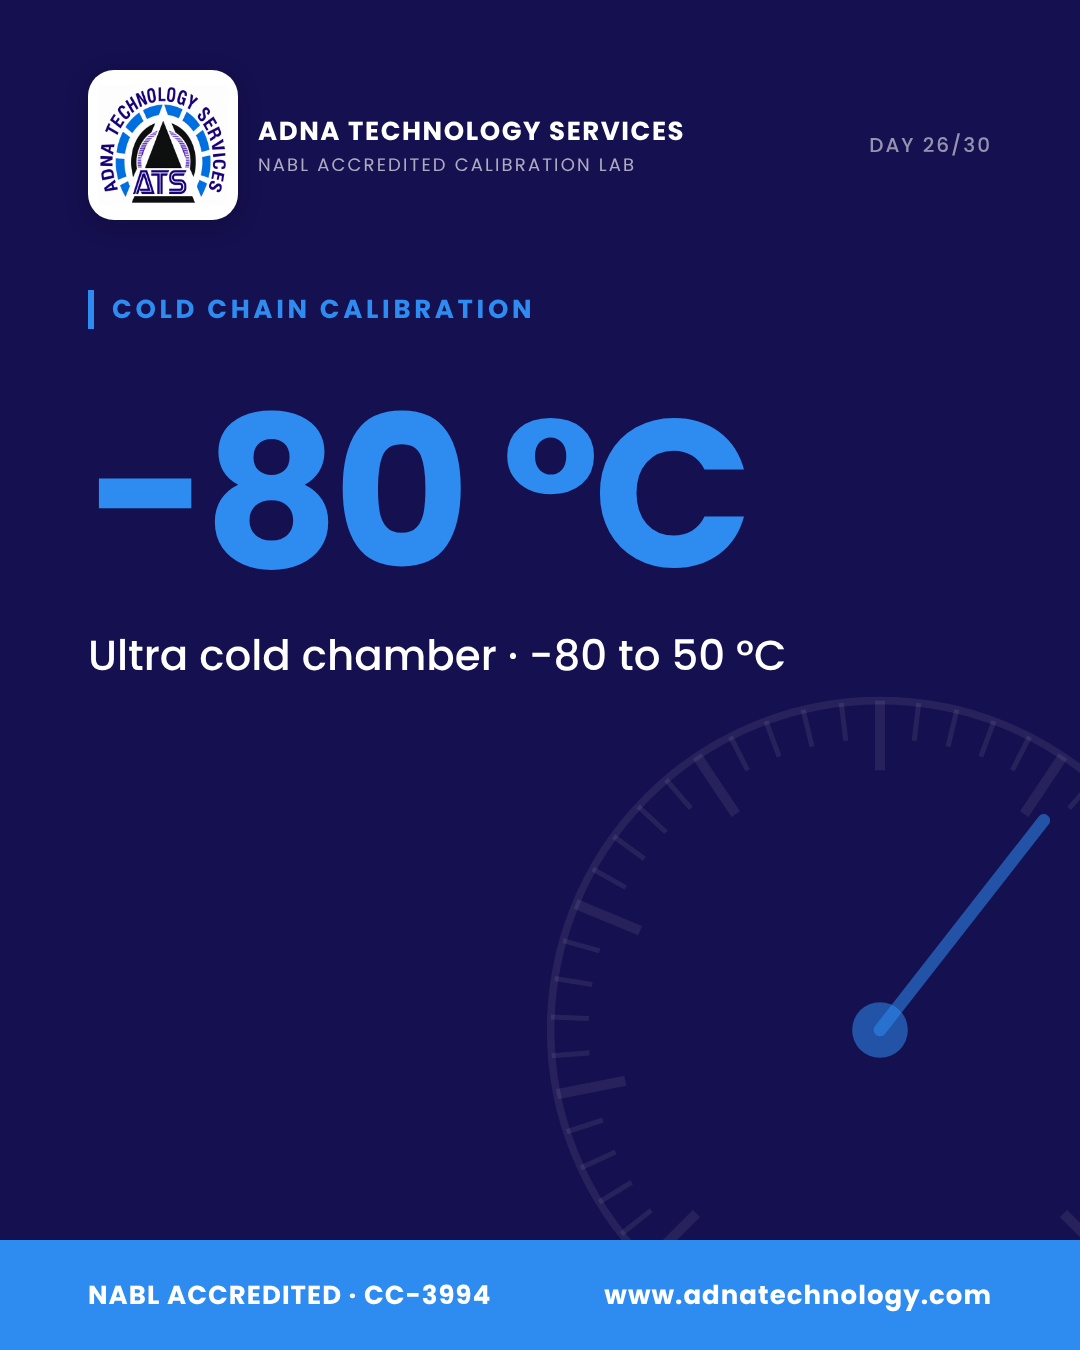 ADNA TECHNOLOGY SERVICES
ATS
ADNA TECHNOLOGY SERVICES
NABL ACCREDITED CALIBRATION LAB
DAY 26/30
COLD CHAIN CALIBRATION
−80 °C
Ultra cold chamber · −80 to 50 °C
NABL ACCREDITED · CC-3994
www.adnatechnology.com